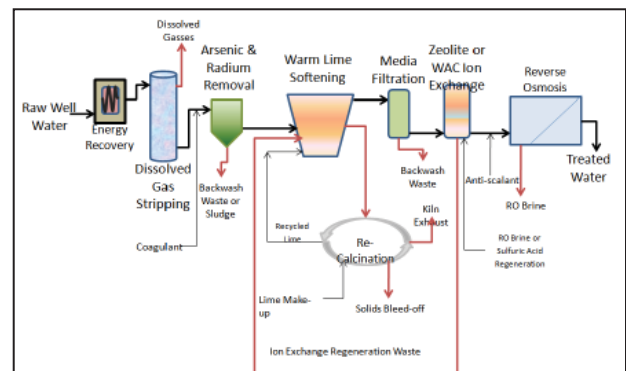 Dissolved
Gasses
Arsenic &
Radium
Removal
Warm Lime
Softening
Media
Filtration
Zeolite or
WAC Ion
Exchange
Reverse
Osmosis
Raw Well
Water
Energy
Recovery
Dissolved
Gas
Stripping
Coagulant
Backwash
Waste or
Sludge
Recycled
Lime
Re-
Calcination
Kiln
Exhaust
Backwash
Waste
Anti-scalant
Treated
Water
RO Brine
RO Brine or
Sulfuric Acid
Regeneration
Lime Make-
up
Solids Bleed-off
Ion Exchange Regeneration Waste